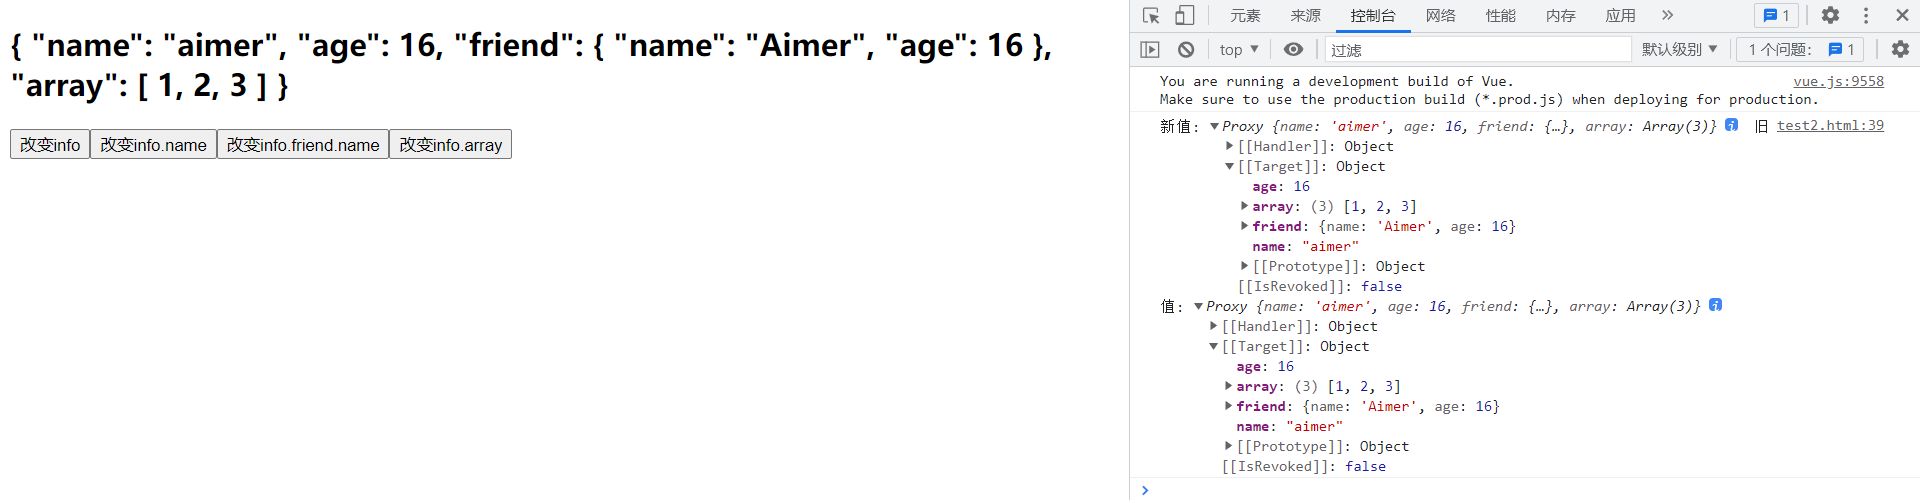 { "name": "aimer", "age": 16, "friend": { "name": "Aimer", "age": 16 },
"array": [ 1, 2, 3 ] }
改变info 改变info.name 改变info.friend.name 改变info.array
元素 来源 控制台 网络 性能 内存 应用 » 1
top 过滤 默认级别 1 个问题: 1
You are running a development build of Vue. vue.js:9558
Make sure to use the production build (*.prod.js) when deploying for production.
新值: Proxy {name: 'aimer', age: 16, friend: {…}, array: Array(3)} i 旧 test2.html:39
[[Handler]]: Object
[[Target]]: Object
age: 16
array: (3) [1, 2, 3]
friend: {name: 'Aimer', age: 16}
name: "aimer"
[[Prototype]]: Object
[[IsRevoked]]: false
值: Proxy {name: 'aimer', age: 16, friend: {…}, array: Array(3)} i
[[Handler]]: Object
[[Target]]: Object
age: 16
array: (3) [1, 2, 3]
friend: {name: 'Aimer', age: 16}
name: "aimer"
[[Prototype]]: Object
[[IsRevoked]]: false